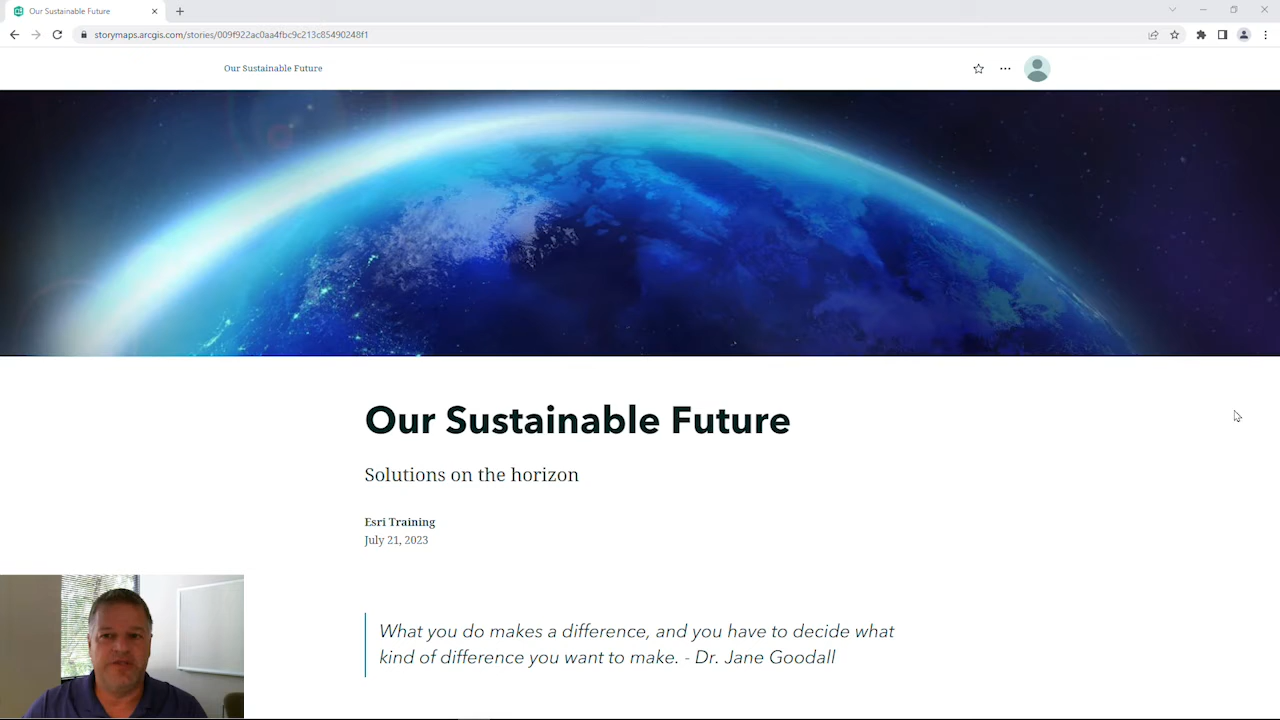 Our Sustainable Future
storymaps.arcgis.com/stories/009f922ac0aa4fbc9c213c85490248f1
Our Sustainable Future
Our Sustainable Future
Solutions on the horizon
Esri Training
July 21, 2023
What you do makes a difference, and you have to decide what
kind of difference you want to make. - Dr. Jane Goodall